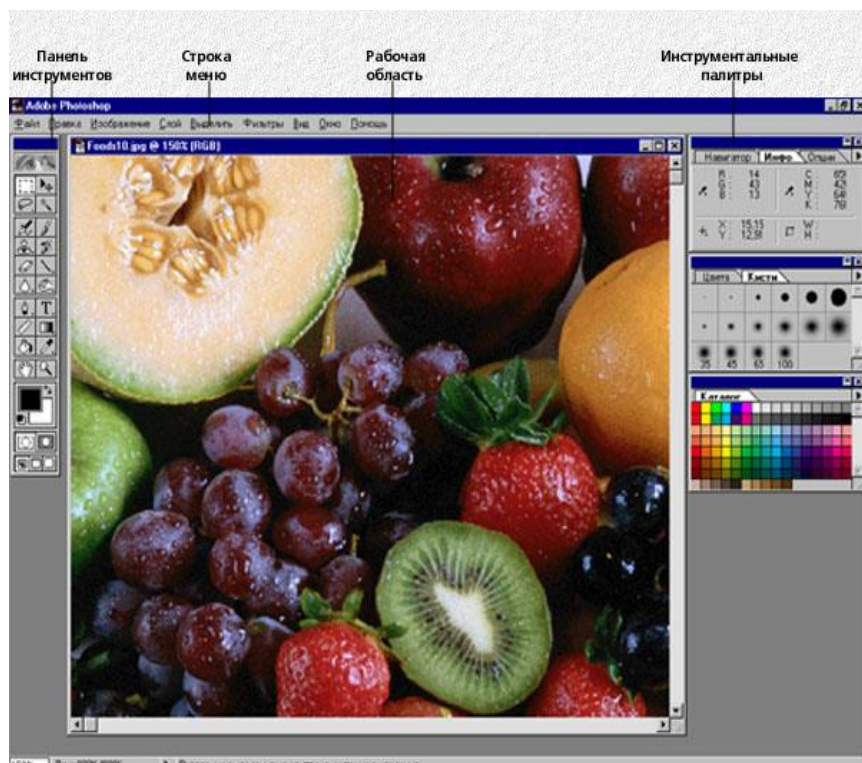 Панель
инструментов
Строка
меню
Рабочая
область
Инструментальные
палитры
Adobe Photoshop
Файл Правка Изображение Слой Выделить Фильтры Вид Окно Помощь
Foods10.jpg @ 150% (RGB)
Навигатор Инфо Опции
R: 14
G: 43
B: 13
C:
M:
Y:
K:
X: 15,15
Y: 12,91
W:
H:
Цвета Кисти
35 45 65 100
Каталог